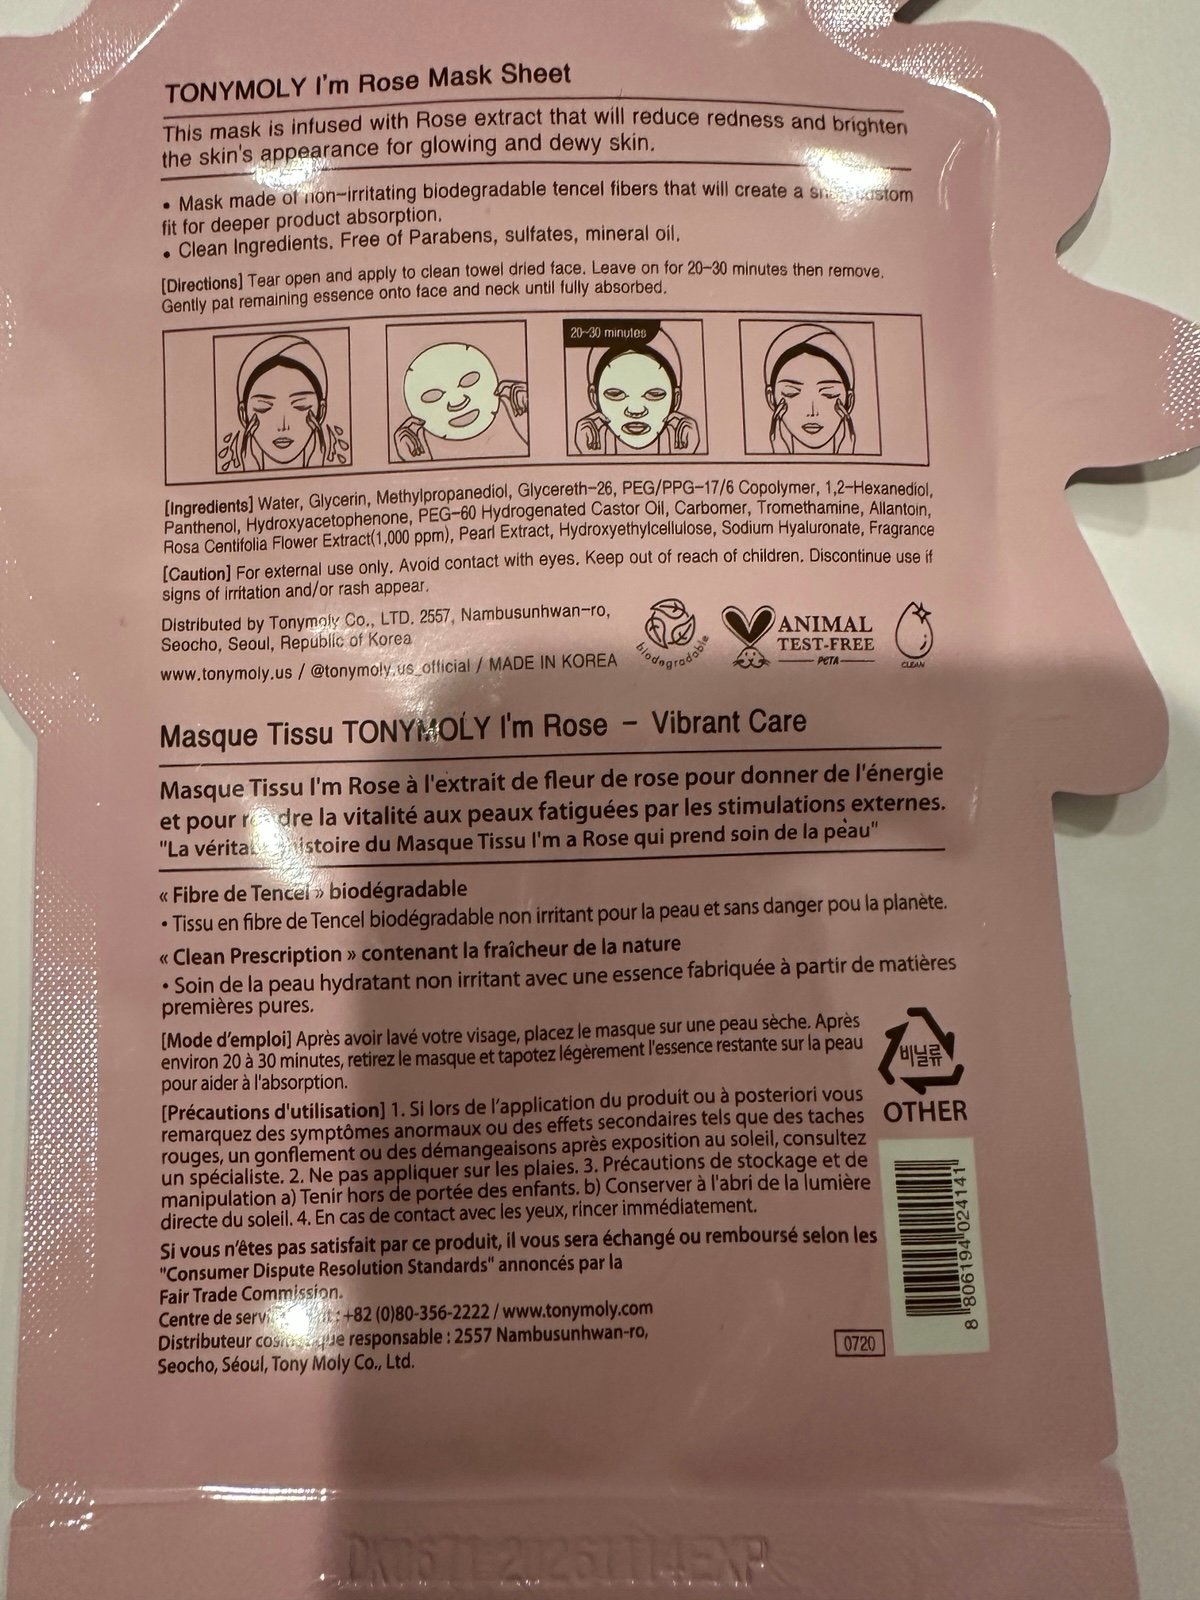 TONYMOLY I'm Rose Mask Sheet
This mask is infused with Rose extract that will reduce redness and brighten
the skin's appearance for glowing and dewy skin.
• Mask made of non-irritating biodegradable tencel fibers that will create a custom
fit for deeper product absorption.
• Clean Ingredients. Free of Parabens, sulfates, mineral oil.
[Directions] Tear open and apply to clean towel dried face. Leave on for 20-30 minutes then remove.
Gently pat remaining essence onto face and neck until fully absorbed.
20-30 minutes
[Ingredients] Water, Glycerin, Methylpropanediol, Glycereth-26, PEG/PPG-17/6 Copolymer, 1,2-Hexanediol,
Panthenol, Hydroxyacetophenone, PEG-60 Hydrogenated Castor Oil, Carbomer, Tromethamine, Allantoin,
Rosa Centifolia Flower Extract(1,000 ppm), Pearl Extract, Hydroxyethylcellulose, Sodium Hyaluronate, Fragrance
[Caution] For external use only. Avoid contact with eyes. Keep out of reach of children. Discontinue use if
signs of irritation and/or rash appear.
Distributed by Tonymoly Co., LTD. 2557, Nambusunhwan-ro,
Seocho, Seoul, Republic of Korea
www.tonymoly.us / @tonymoly.us_official / MADE IN KOREA
biodegradable
ANIMAL
TEST-FREE
PETA
CLEAN
Masque Tissu TONYMOLY I'm Rose - Vibrant Care
Masque Tissu I'm Rose à l'extrait de fleur de rose pour donner de l'énergie
et pour rendre la vitalité aux peaux fatiguées par les stimulations externes.
"La histoire du Masque Tissu I'm a Rose qui prend soin de la peau"
« Fibre de Tencel » biodégradable
• Tissu en fibre de Tencel biodégradable non irritant pour la peau et sans danger pou la planète.
« Clean Prescription » contenant la fraîcheur de la nature
• Soin de la peau hydratant non irritant avec une essence fabriquée à partir de matières
premières pures.
[Mode d'emploi] Après avoir lavé votre visage, placez le masque sur une peau sèche. Après
environ 20 à 30 minutes, retirez le masque et tapotez légèrement l'essence restante sur la peau
pour aider à l'absorption.
[Précautions d'utilisation] 1. Si lors de l'application du produit ou à posteriori vous
remarquez des symptômes anormaux ou des effets secondaires tels que des taches
rouges, un gonflement ou des démangeaisons après exposition au soleil, consultez
un spécialiste. 2. Ne pas appliquer sur les plaies. 3. Précautions de stockage et de
manipulation a) Tenir hors de portée des enfants. b) Conserver à l'abri de la lumière
directe du soleil. 4. En cas de contact avec les yeux, rincer immédiatement.
Si vous n'êtes pas satisfait par ce produit, il vous sera échangé ou remboursé selon les
"Consumer Dispute Resolution Standards" annoncés par la
Fair Trade Commission.
Centre de : +82 (0)80-356-2222 / www.tonymoly.com
Distributeur responsable : 2557 Nambusunhwan-ro,
Seocho, Séoul, Tony Moly Co., Ltd.
비닐류
OTHER
8 806194 024141
0720